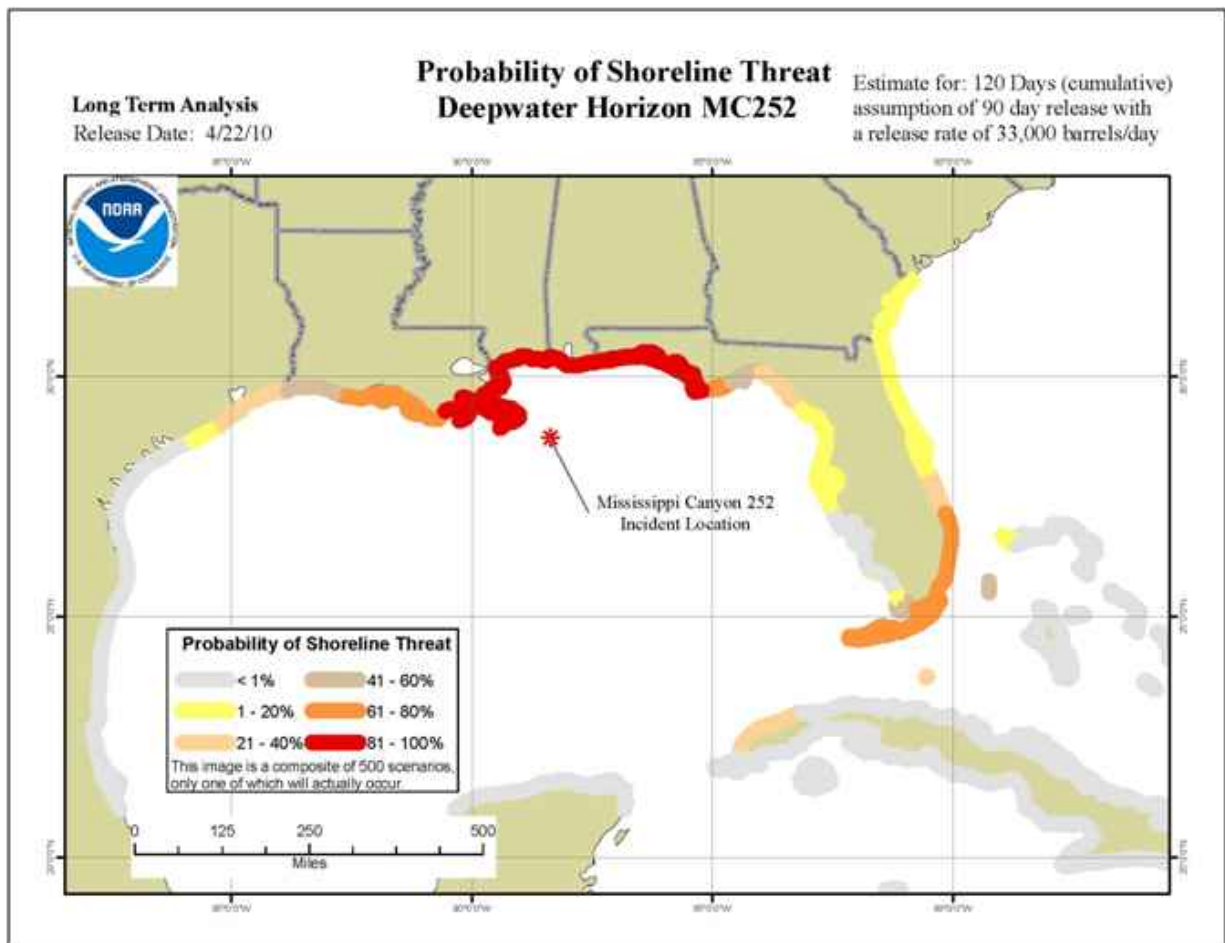 Probability of Shoreline Threat
Deepwater Horizon MC252
Long Term Analysis
Release Date: 4/22/10
Estimate for: 120 Days (cumulative)
assumption of 90 day release with
a release rate of 33,000 barrels/day
NOAA
Mississippi Canyon 252
Incident Location
Probability of Shoreline Threat
< 1%
41 - 60%
1 - 20%
61 - 80%
21 - 40%
81 - 100%
This image is a composite of 500 scenarios,
only one of which will actually occur.
0 125 250 500
Miles